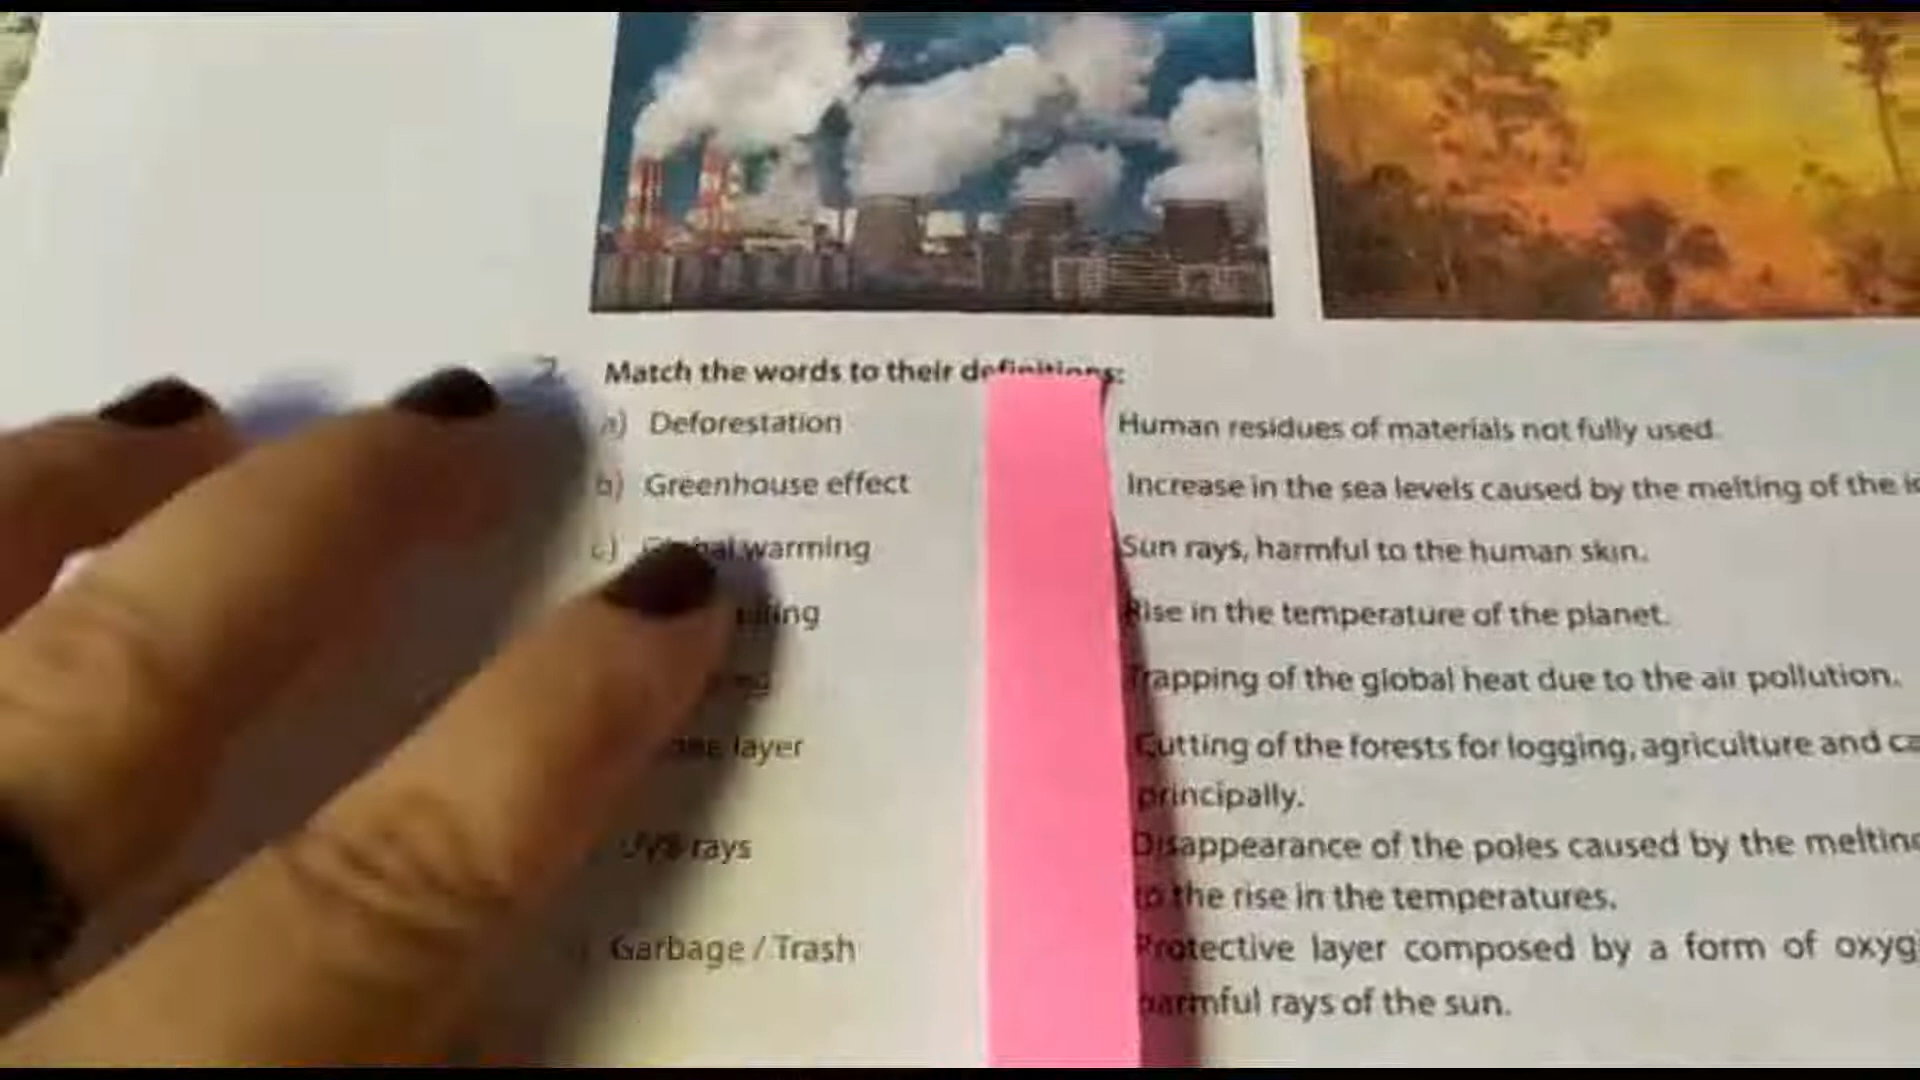 Match the words to their definitions:
a) Deforestation
b) Greenhouse effect
c) Global warming
layer
rays
Garbage / Trash
Human residues of materials not fully used.
Increase in the sea levels caused by the melting of the
Sun rays, harmful to the human skin.
Rise in the temperature of the planet.
Trapping of the global heat due to the air pollution.
Cutting of the forests for logging, agriculture and
principally.
Disappearance of the poles caused by the
to the rise in the temperatures.
Protective layer composed by a form of
harmful rays of the sun.